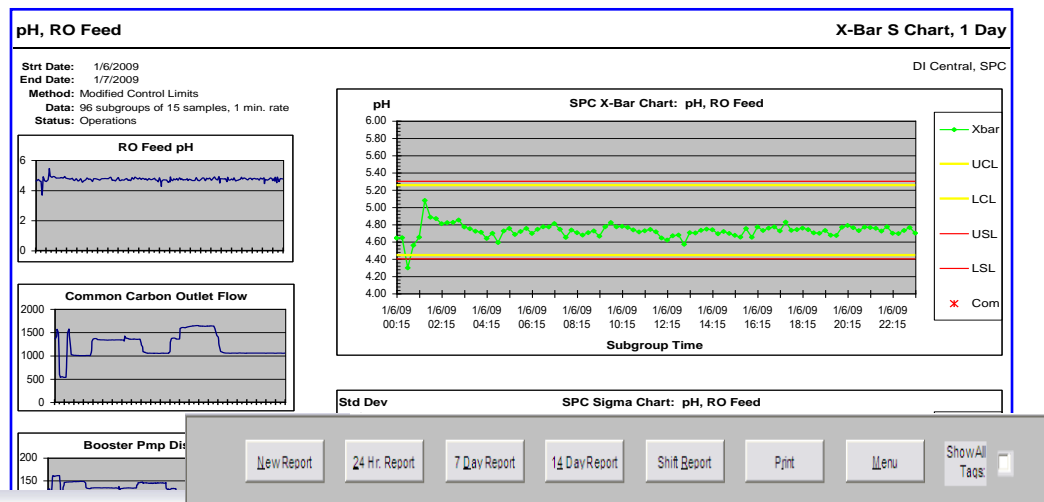 pH, RO Feed
X-Bar S Chart, 1 Day
Strt Date: 1/6/2009
End Date: 1/7/2009
Method: Modified Control Limits
Data: 96 subgroups of 15 samples, 1 min. rate
Status: Operations
DI Central, SPC
RO Feed pH
6
4
2
0
pH
SPC X-Bar Chart: pH, RO Feed
6.00
5.80
5.60
5.40
5.20
5.00
4.80
4.60
4.40
4.20
4.00
1/6/09 1/6/09 1/6/09 1/6/09 1/6/09 1/6/09 1/6/09 1/6/09 1/6/09 1/6/09 1/6/09 1/6/09
00:15 02:15 04:15 06:15 08:15 10:15 12:15 14:15 16:15 18:15 20:15 22:15
Subgroup Time
Xbar
UCL
LCL
USL
LSL
Com
Common Carbon Outlet Flow
2000
1500
1000
500
0
Std Dev
SPC Sigma Chart: pH, RO Feed
Booster Pmp Dis
200
150
New Report
24 Hr. Report
7 Day Report
14 Day Report
Shift Report
Print
Menu
Show All
Tags: